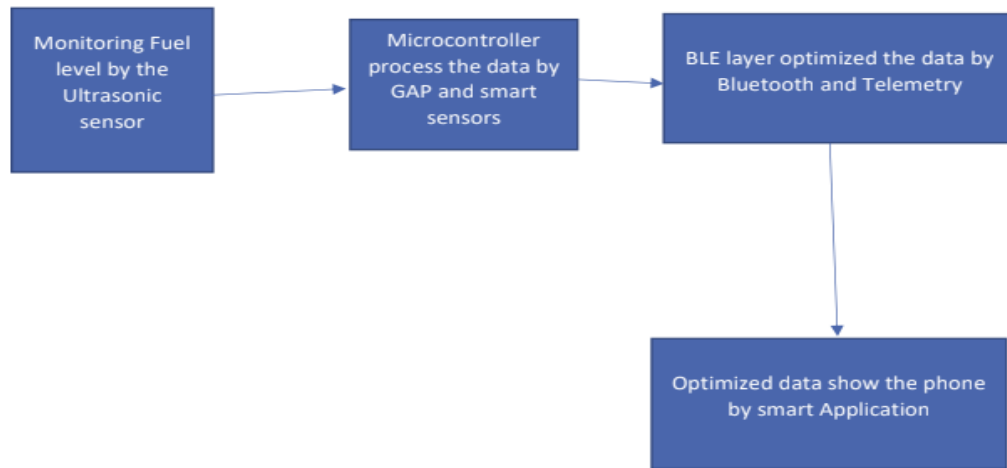 Monitoring Fuel
level by the
Ultrasonic
sensor
Microcontroller
process the data by
GAP and smart
sensors
BLE layer optimized the data by
Bluetooth and Telemetry
Optimized data show the phone
by smart Application